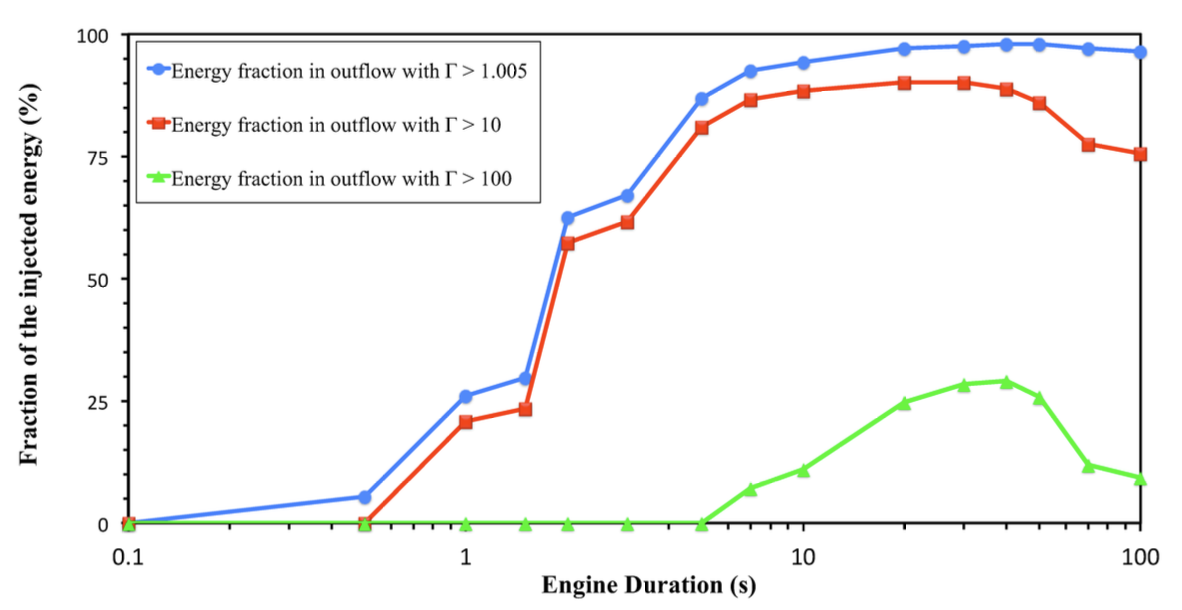 Fraction of the injected energy (%)
100
75
50
25
0
Energy fraction in outflow with Γ > 1.005
Energy fraction in outflow with Γ > 10
Energy fraction in outflow with Γ > 100
0.1
1
10
100
Engine Duration (s)